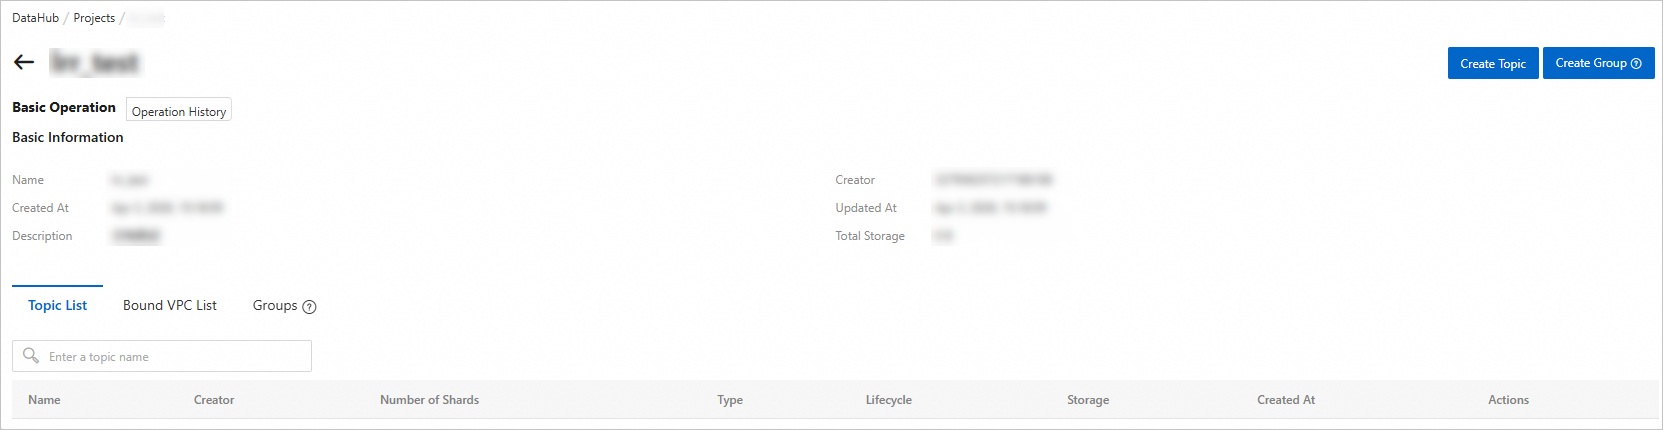 DataHub / Projects /
Create Topic
Create Group
Basic Operation
Operation History
Basic Information
Name
Creator
Created At
Updated At
Description
Total Storage
Topic List
Bound VPC List
Groups
Enter a topic name
Name
Creator
Number of Shards
Type
Lifecycle
Storage
Created At
Actions